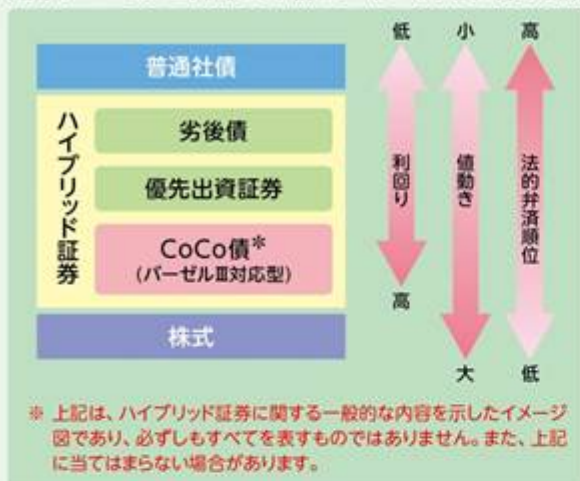 普通社債
ハイブリッド証券
劣後債
優先出資証券
CoCo債*
(バーゼルⅢ対応型)
株式
低
利回り
高
小
値動き
大
高
法的弁済順位
低
※ 上記は、ハイブリッド証券に関する一般的な内容を示したイメージ
図であり、必ずしもすべてを表すものではありません。また、上記
に当てはまらない場合があります。